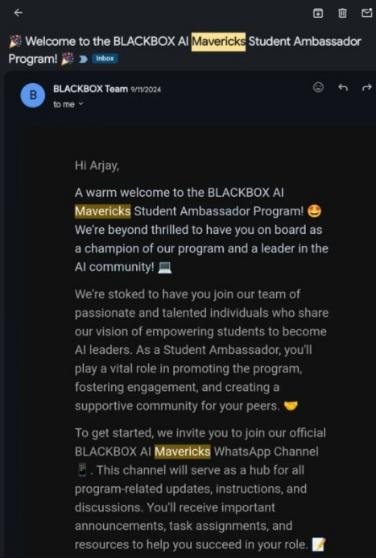 🎉 Welcome to the BLACKBOX AI Mavericks Student Ambassador
Program! 🎉 Inbox
B
BLACKBOX Team 9/11/2024
to me
Hi Arjay,
A warm welcome to the BLACKBOX AI
Mavericks Student Ambassador Program! 🤩
We're beyond thrilled to have you on board as
a champion of our program and a leader in the
AI community! 💻
We're stoked to have you join our team of
passionate and talented individuals who share
our vision of empowering students to become
AI leaders. As a Student Ambassador, you'll
play a vital role in promoting the program,
fostering engagement, and creating a
supportive community for your peers. 🤝
To get started, we invite you to join our official
BLACKBOX AI Mavericks WhatsApp Channel
📱. This channel will serve as a hub for all
program-related updates, instructions, and
discussions. You'll receive important
announcements, task assignments, and
resources to help you succeed in your role. 📝